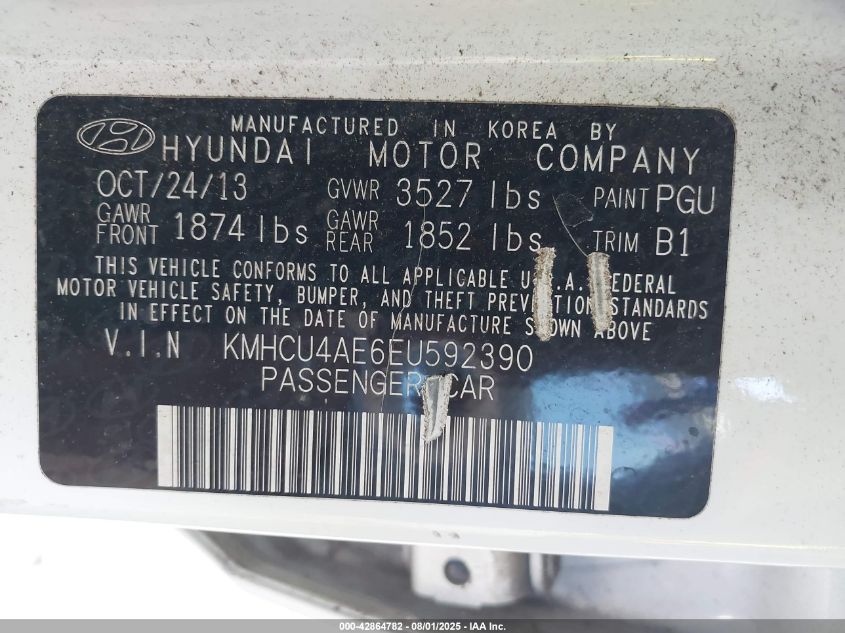 MANUFACTURED IN KOREA BY
HYUNDAI MOTOR COMPANY
OCT/24/13 GVWR 3527 lbs PAINT PGU
GAWR FRONT 1874 lbs GAWR REAR 1852 lbs TRIM B1
THIS VEHICLE CONFORMS TO ALL APPLICABLE U.S.A. FEDERAL
MOTOR VEHICLE SAFETY, BUMPER, AND THEFT PREVENTION STANDARDS
IN EFFECT ON THE DATE OF MANUFACTURE SHOWN ABOVE
V.I.N KMHCU4AE6EU592390
PASSENGER CAR
000-42864782 - 08/01/2025 - IAA Inc.